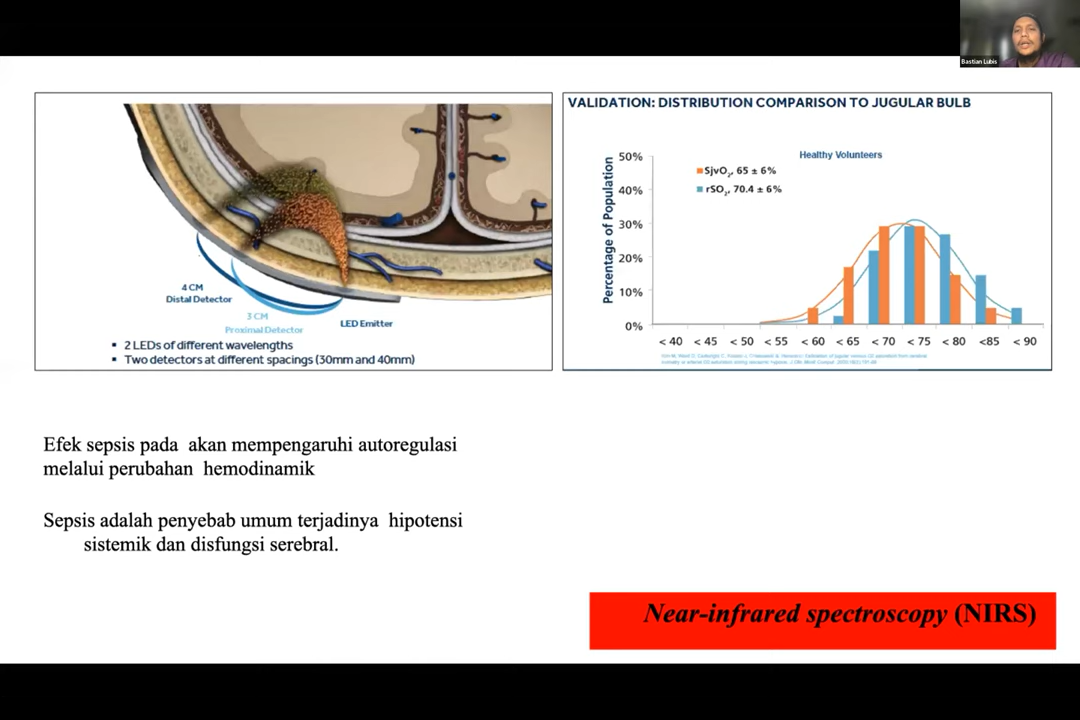 Bastian Lubis
4 CM
Distal Detector
3 CM
Proximal Detector
LED Emitter
▪ 2 LEDs of different wavelengths
▪ Two detectors at different spacings (30mm and 40mm)
VALIDATION: DISTRIBUTION COMPARISON TO JUGULAR BULB
Healthy Volunteers
SjvO2, 65 ± 6%
rSO2, 70.4 ± 6%
Percentage of Population
50%
40%
30%
20%
10%
0%
< 40 < 45 < 50 < 55 < 60 < 65 < 70 < 75 < 80 <85 < 90
Efek sepsis pada akan mempengaruhi autoregulasi
melalui perubahan hemodinamik
Sepsis adalah penyebab umum terjadinya hipotensi
sistemik dan disfungsi serebral.
Near-infrared spectroscopy (NIRS)